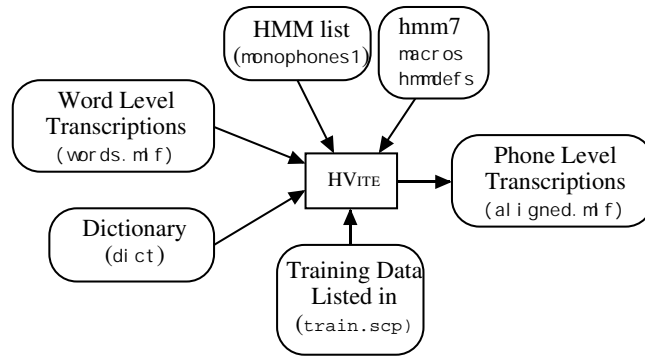 HMM list
(monophones1)
hmm7
macros
hmmdefs
Word Level
Transcriptions
(words.mlf)
HVITE
Phone Level
Transcriptions
(aligned.mlf)
Dictionary
(dict)
Training Data
Listed in
(train.scp)